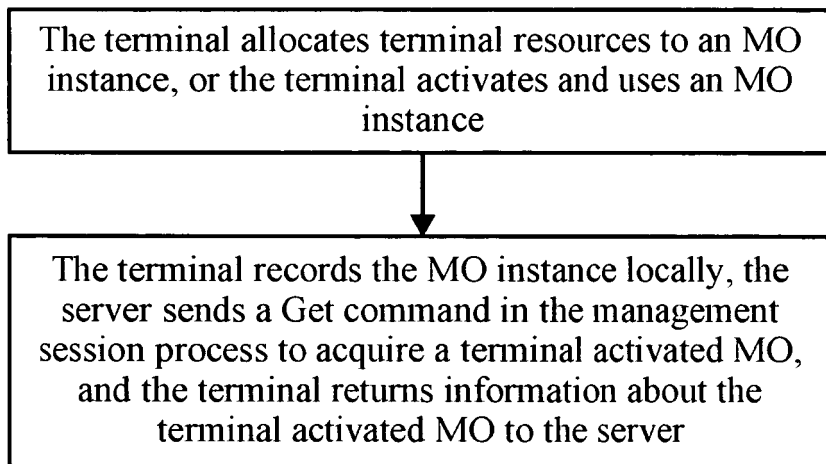 The terminal allocates terminal resources to an MO
instance, or the terminal activates and uses an MO
instance
The terminal records the MO instance locally, the
server sends a Get command in the management
session process to acquire a terminal activated MO,
and the terminal returns information about the
terminal activated MO to the server